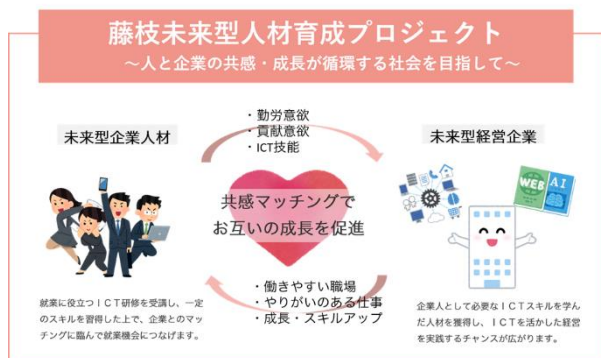 藤枝未来型人材育成プロジェクト
～人と企業の共感・成長が循環する社会を目指して～
・勤労意欲
・貢献意欲
・ICT技能
未来型企業人材
未来型経営企業
WEB
AI
共感マッチングで
お互いの成長を促進
・働きやすい職場
・やりがいのある仕事
・成長・スキルアップ
就業に役立つＩＣＴ研修を受講し、一定
のスキルを習得した上で、企業とのマッ
チングに臨んで就業機会につなげます。
企業人として必要なＩＣＴスキルを学ん
だ人材を獲得し、ＩＣＴを活かした経営
を実践するチャンスが広がります。